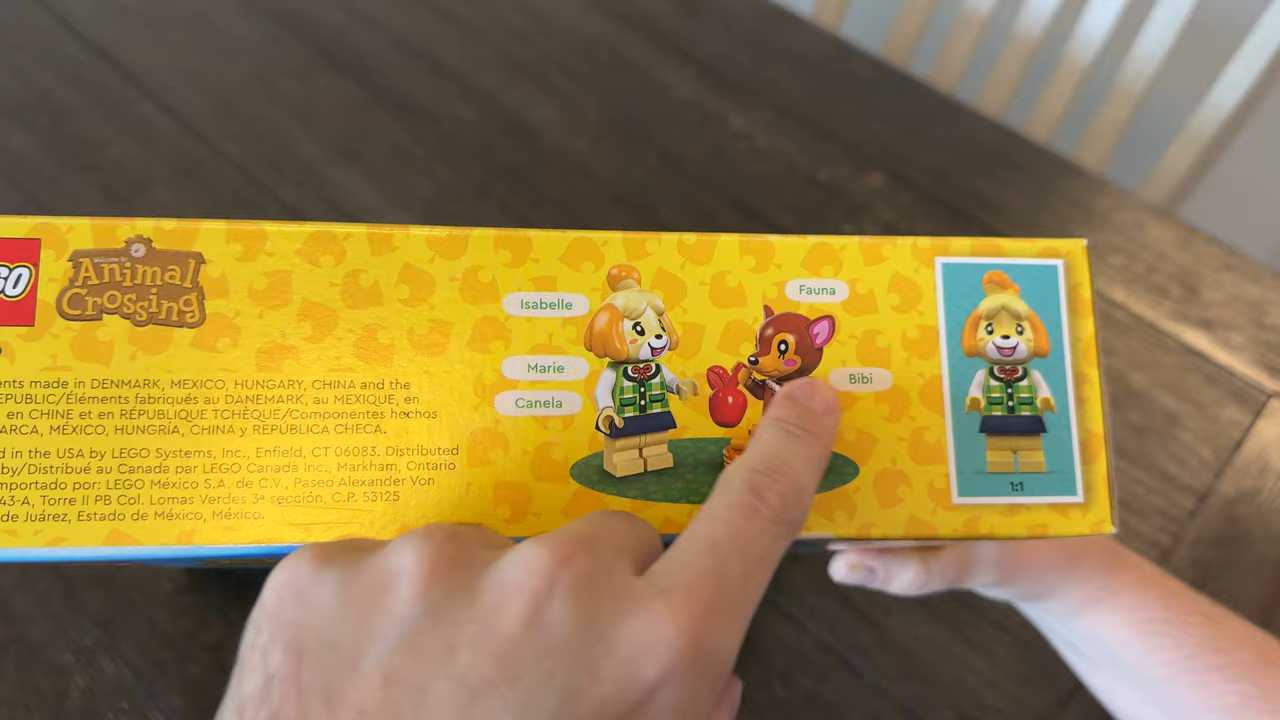 Welcome to
Animal
Crossing
Isabelle
Fauna
Marie
Bibi
Canela
1:1
made in DENMARK, MEXICO, HUNGARY, CHINA and the
Éléments fabriqués au DANEMARK, au MEXIQUE, en
en CHINE et en RÉPUBLIQUE TCHÈQUE/Componentes hechos
MÉXICO, HUNGRÍA, CHINA y REPÚBLICA CHECA.
in the USA by LEGO Systems, Inc., Enfield, CT 06083. Distributed
by/Distribué au Canada par LEGO Canada Inc., Markham, Ontario
importado por: LEGO México S.A. de C.V., Paseo Alexander Von
43-A, Torre II PB Col. Lomas Verdes 3ª sección, C.P. 53125
de Juárez, Estado de México, México.